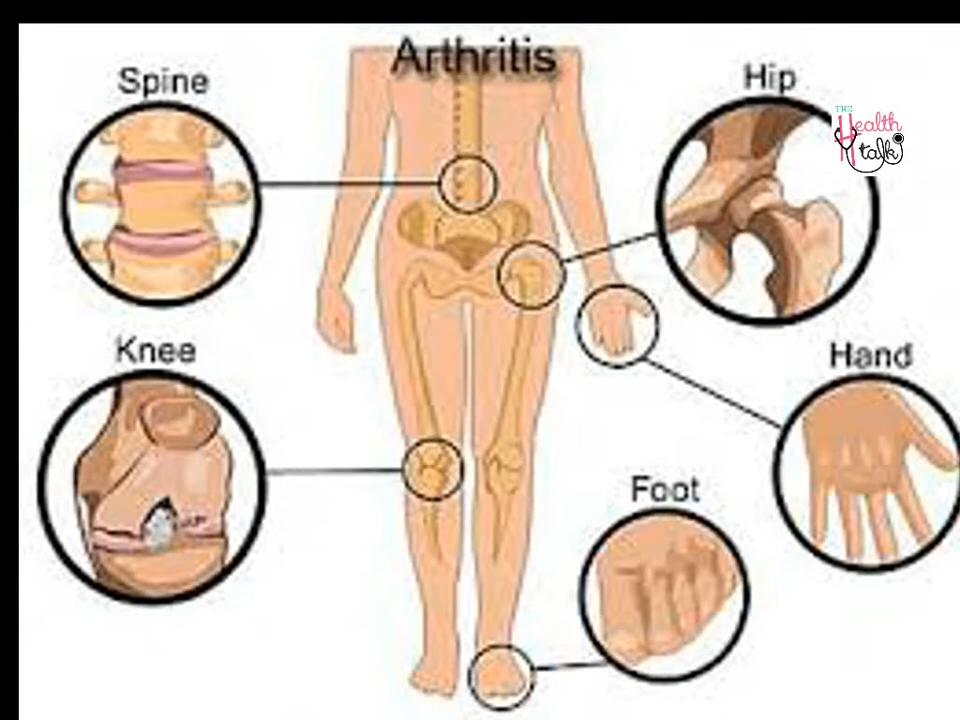 Arthritis
Spine
Hip
THE
Health
talk
Knee
Hand
Foot